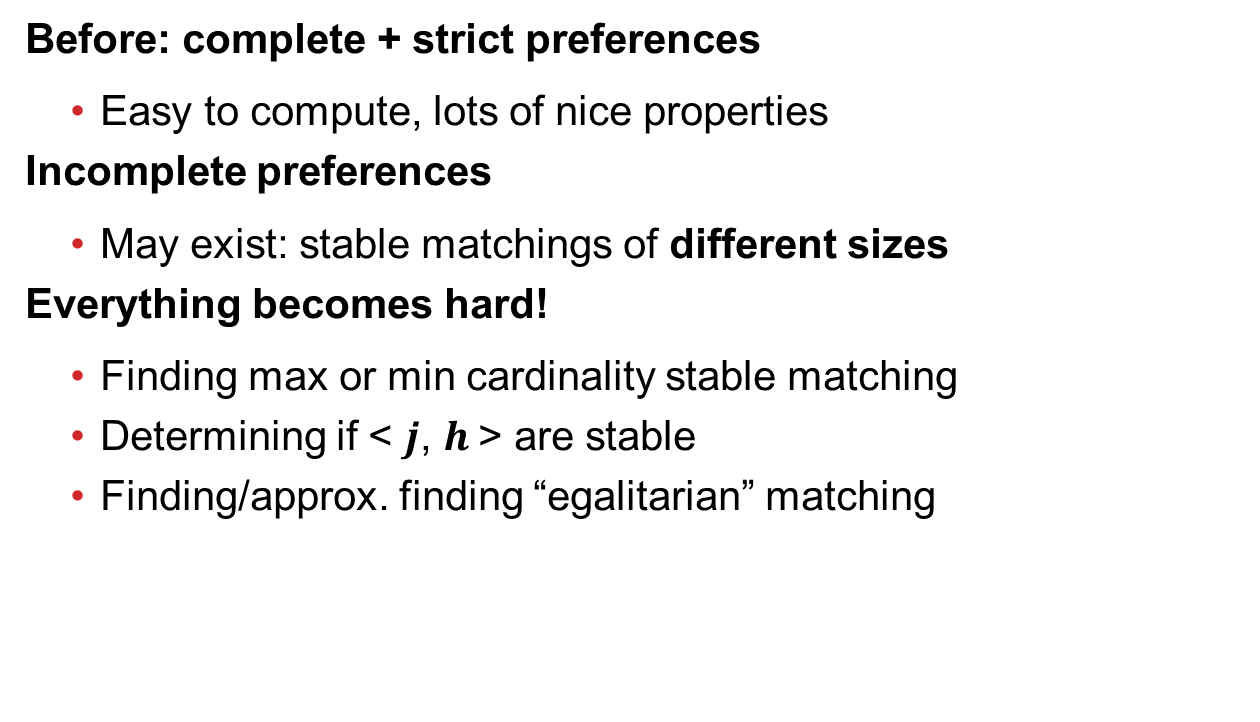 Before: complete + strict preferences
• Easy to compute, lots of nice properties
Incomplete preferences
• May exist: stable matchings of different sizes
Everything becomes hard!
• Finding max or min cardinality stable matching
• Determining if < j, h > are stable
• Finding/approx. finding “egalitarian” matching